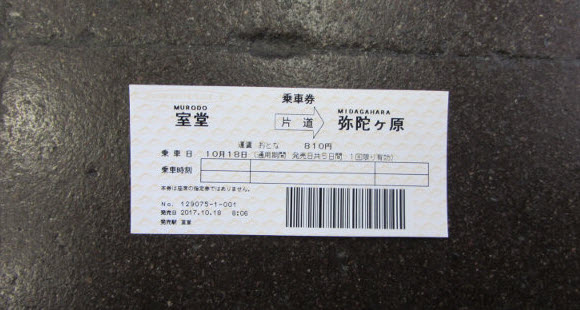 乗車券
MURODO
室堂
片道
MIDAGAHARA
弥陀ヶ原
運賃 おとな 810円
乗車日 10月18日 (通用期間 発売日共5日間 1回限り有効)
乗車時刻
本券は座席の指定券ではありません。
No. 129075-1-001
発売日 2017.10.18 8:06
発売駅 室堂